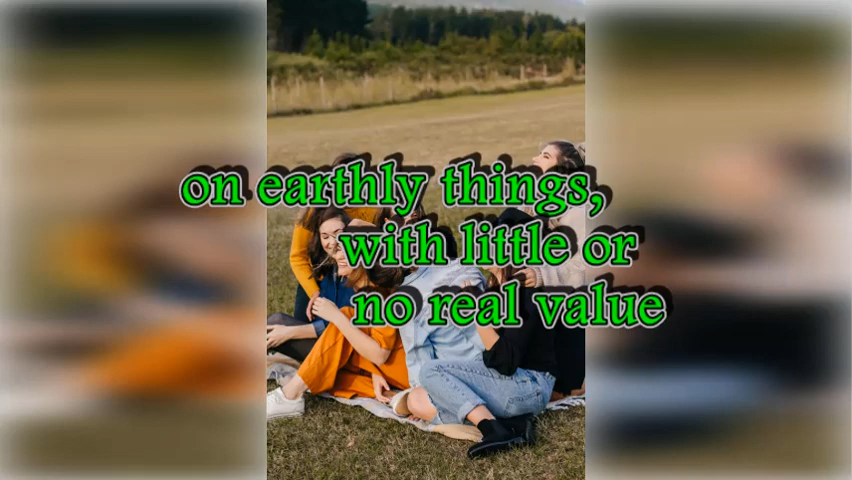 on earthly things,
with little or
no real value